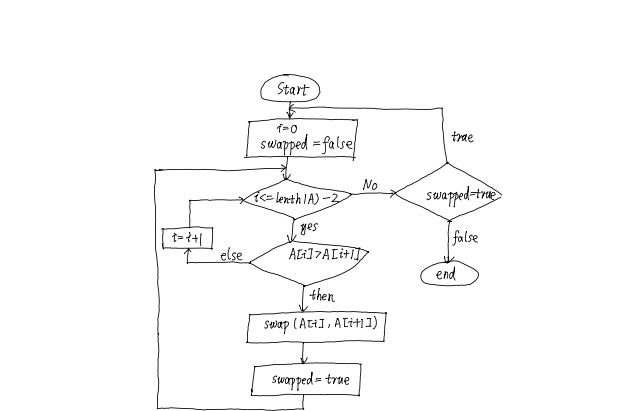 Start
i=0
swapped=false
true
i<=lenth(A)-2
No
swapped=true
yes
i=i+1
A[i]>A[i+1]
else
false
end
then
swap(A[i],A[i+1])
swapped=true